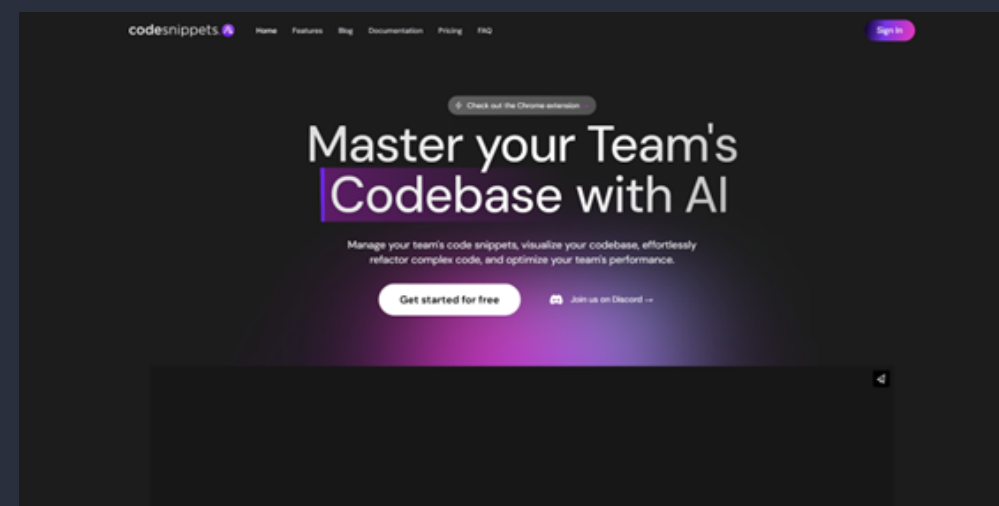 codesnippets. Home Features Blog Documentation Pricing FAQ Sign In
Check out the Chrome extension
Master your Team's
Codebase with AI
Manage your team's code snippets, visualize your codebase, effortlessly
refactor complex code, and optimize your team's performance.
Get started for free Join us on Discord →